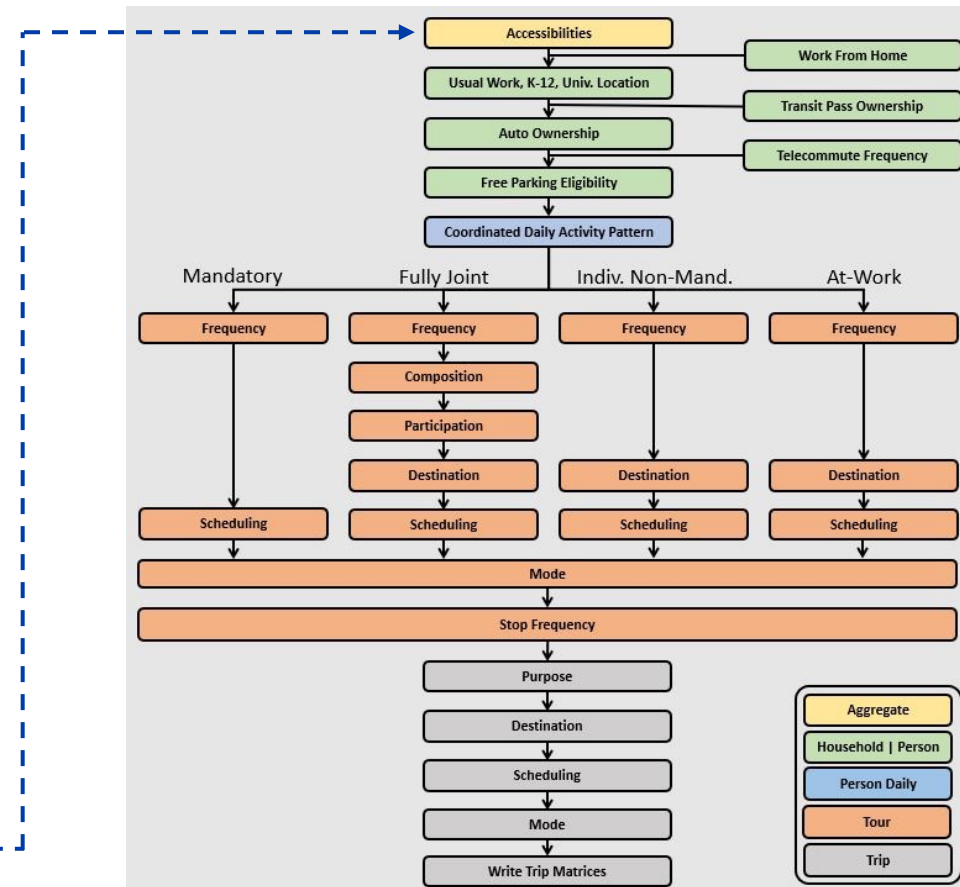 Accessibilities
Work From Home
Usual Work, K-12, Univ. Location
Transit Pass Ownership
Auto Ownership
Telecommute Frequency
Free Parking Eligibility
Coordinated Daily Activity Pattern
Mandatory
Fully Joint
Indiv. Non-Mand.
At-Work
Frequency
Frequency
Frequency
Frequency
Composition
Participation
Destination
Destination
Destination
Scheduling
Scheduling
Scheduling
Scheduling
Mode
Stop Frequency
Purpose
Destination
Scheduling
Mode
Write Trip Matrices
Aggregate
Household | Person
Person Daily
Tour
Trip